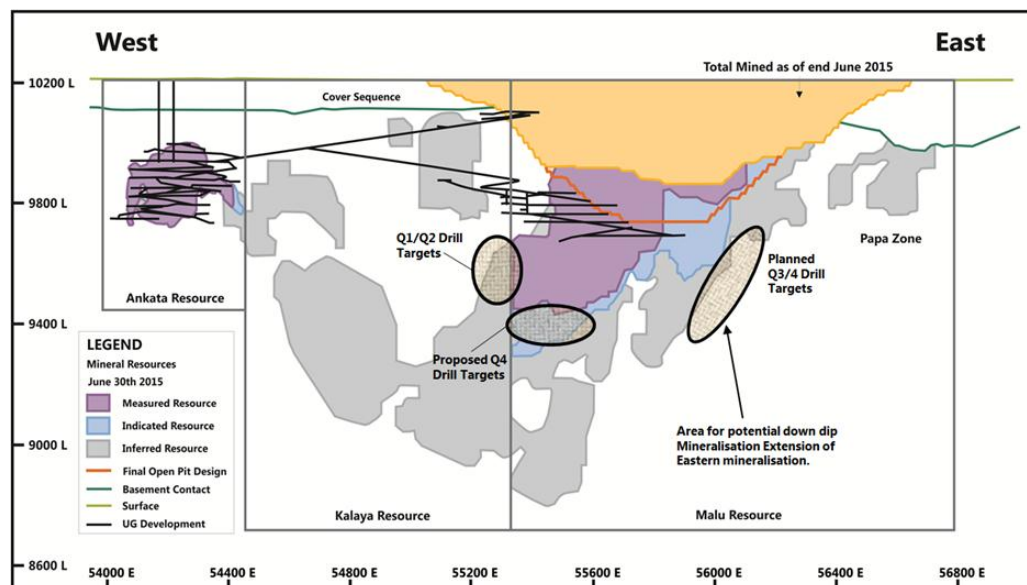 West
East
10200 L
Total Mined as of end June 2015
Cover Sequence
9800 L
Q1/Q2 Drill
Targets
Papa Zone
Planned
Q3/4 Drill
Targets
Ankata Resource
9400 L
LEGEND
Mineral Resources
June 30th 2015
Measured Resource
Indicated Resource
Inferred Resource
Final Open Pit Design
Basement Contact
Surface
UG Development
Proposed Q4
Drill Targets
Area for potential down dip
Mineralisation Extension of
Eastern mineralisation.
9000 L
Kalaya Resource
Malu Resource
8600 L
54000 E
54400 E
54800 E
55200 E
55600 E
56000 E
56400 E
56800 E